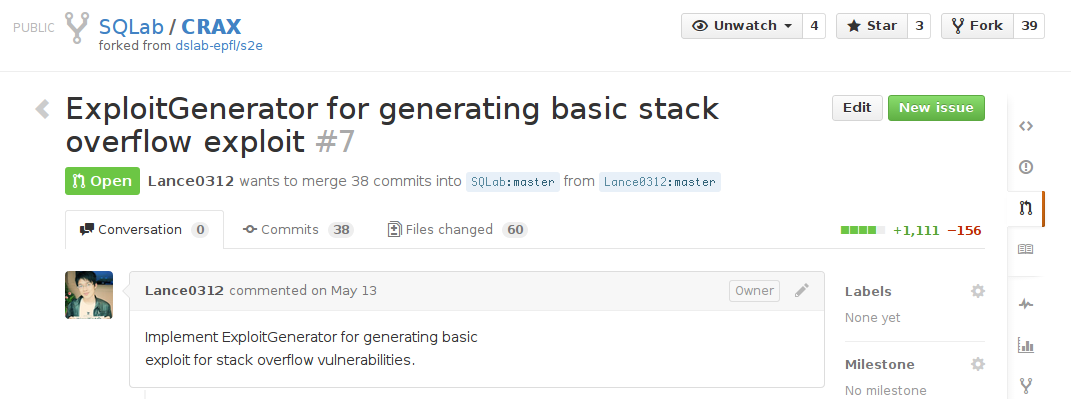 PUBLIC SQLab / CRAX Unwatch 4 Star 3 Fork 39
forked from dslab-epfl/s2e
ExploitGenerator for generating basic stack
overflow exploit #7
Edit New issue
Open Lance0312 wants to merge 38 commits into SQLab:master from Lance0312:master
Conversation 0 Commits 38 Files changed 60 +1,111 −156
Lance0312 commented on May 13 Owner
Labels
None yet
Implement ExploitGenerator for generating basic
exploit for stack overflow vulnerabilities.
Milestone
No milestone